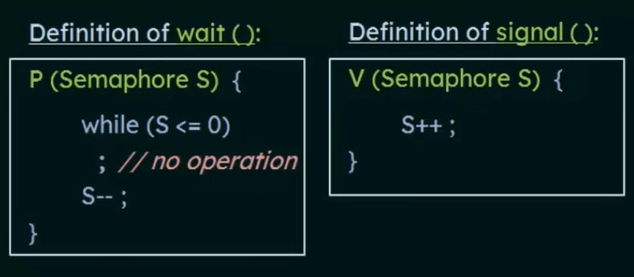 Definition of wait ( ):
P (Semaphore S) {
while (S <= 0)
; // no operation
S-- ;
}
Definition of signal ( ):
V (Semaphore S) {
S++ ;
}